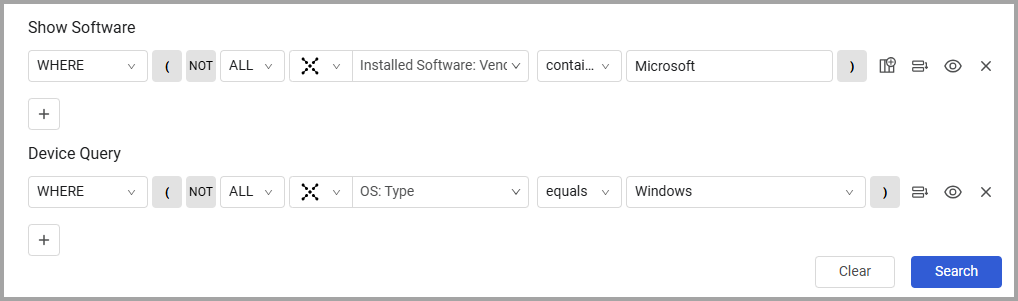 Show Software
WHERE ( NOT ALL Installed Software: Venc contai... Microsoft )
+
Device Query
WHERE ( NOT ALL OS: Type equals Windows )
+
Clear Search